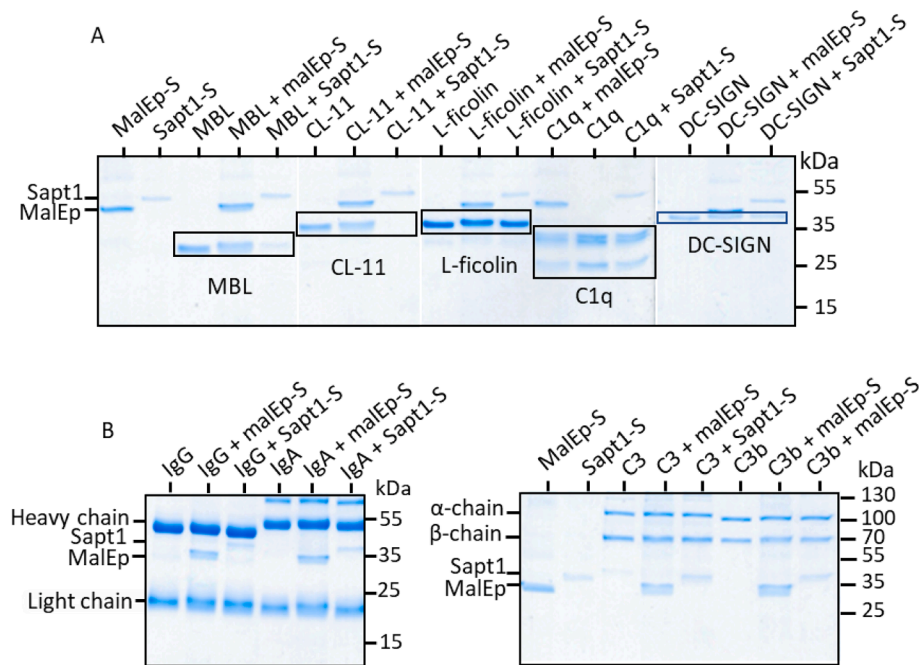 A
MalEp-S
Sapt1-S
MBL
MBL + malEp-S
MBL + Sapt1-S
CL-11
CL-11 + malEp-S
CL-11 + Sapt1-S
L-ficolin
L-ficolin + malEp-S
L-ficolin + Sapt1-S
C1q + malEp-S
C1q
C1q + Sapt1-S
DC-SIGN
DC-SIGN + malEp-S
DC-SIGN + Sapt1-S
kDa
Sapt1
MalEp
55
35
25
15
MBL
CL-11
L-ficolin
C1q
DC-SIGN
B
IgG
IgG + malEp-S
IgG + Sapt1-S
IgA
IgA + malEp-S
IgA + Sapt1-S
kDa
Heavy chain
Sapt1
MalEp
Light chain
55
35
25
15
MalEp-S
Sapt1-S
C3
C3 + malEp-S
C3 + Sapt1-S
C3b
C3b + malEp-S
C3b + malEp-S
kDa
α-chain
β-chain
Sapt1
MalEp
130
100
70
55
35
25